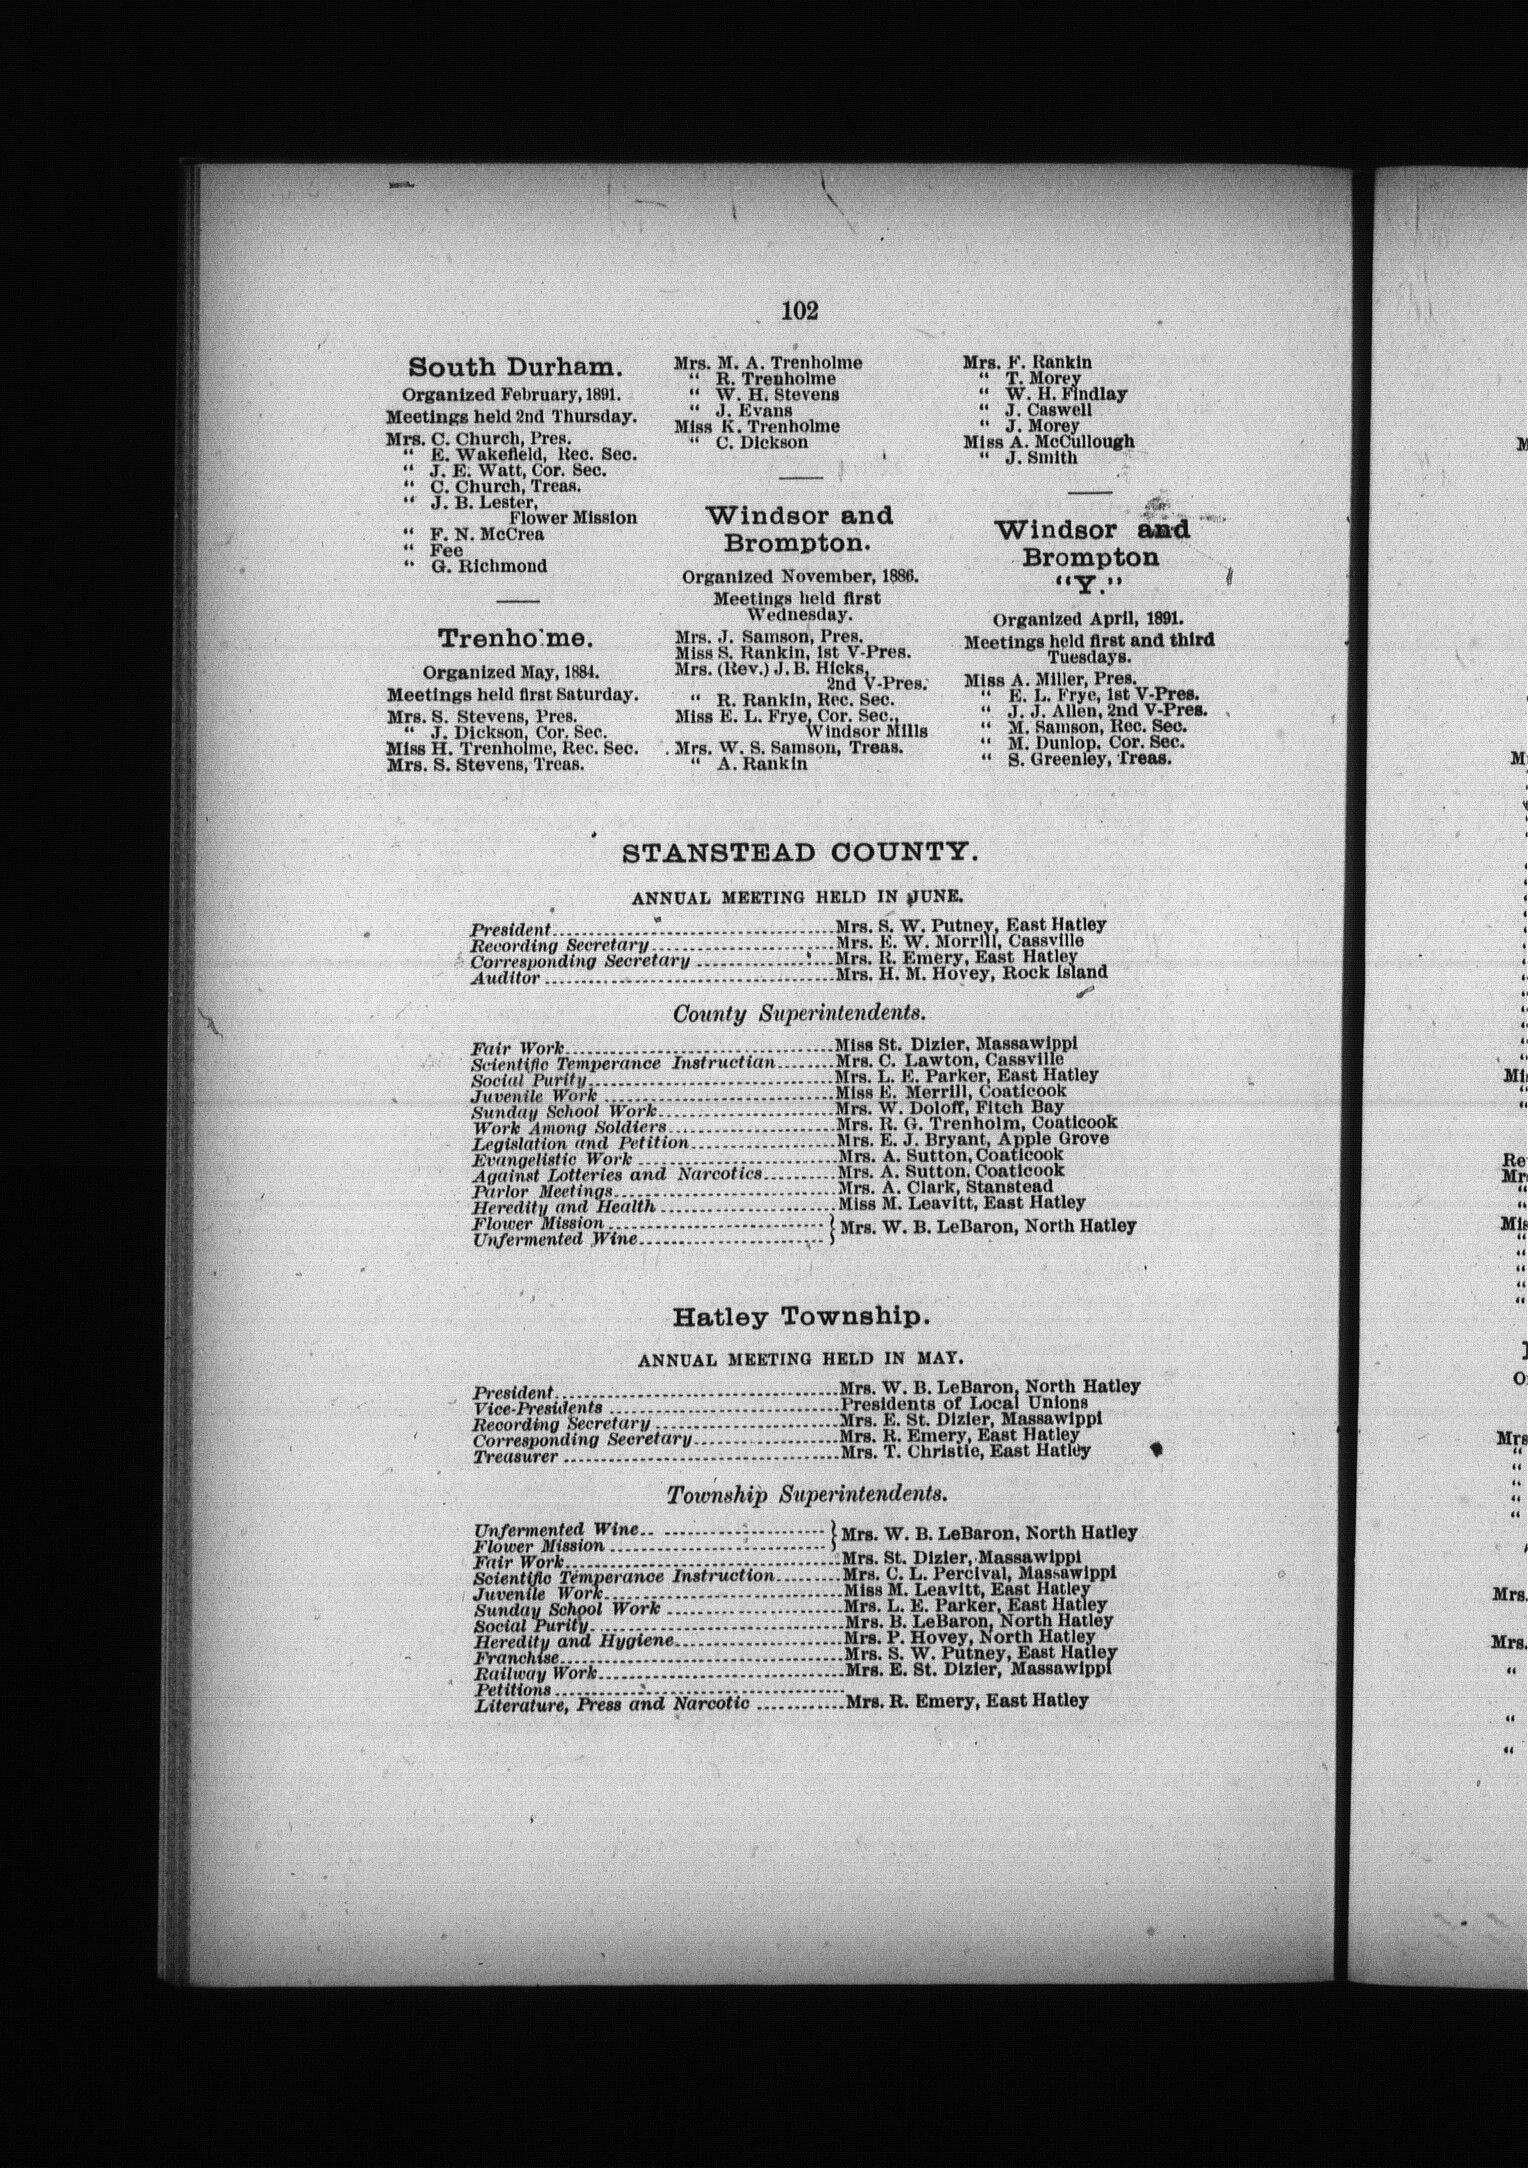 102
South Durham.
Organized February, 1891.
Meetings held 2nd Thursday.
Mrs. C. Church, Pres.
“ E. Wakefield, Rec. Sec.
“ J. E. Watt, Cor. Sec.
“ C. Church, Treas.
“ J. B. Lester,
Flower Mission
“ F. N. McCrea
“ Fee
“ G. Richmond
Trenholme.
Organized May, 1884.
Meetings held first Saturday.
Mrs. S. Stevens, Pres.
“ J. Dickson, Cor. Sec.
Miss H. Trenholme, Rec. Sec.
Mrs. S. Stevens, Treas.
Mrs. M. A. Trenholme
“ R. Trenholme
“ W. H. Stevens
“ J. Evans
Miss K. Trenholme
“ C. Dickson
Windsor and
Brompton.
Organized November, 1886.
Meetings held first
Wednesday.
Mrs. J. Samson, Pres.
Miss S. Rankin, 1st V-Pres.
Mrs. (Rev.) J. B. Hicks,
2nd V-Pres.
“ R. Rankin, Rec. Sec.
Miss E. L. Frye, Cor. Sec.,
Windsor Mills
Mrs. W. S. Samson, Treas.
“ A. Rankin
Mrs. F. Rankin
“ T. Morey
“ W. H. Findlay
“ J. Caswell
“ J. Morey
Miss A. McCullough
“ J. Smith
Windsor and
Brompton
“Y.”
Organized April, 1891.
Meetings held first and third
Tuesdays.
Miss A. Miller, Pres.
“ E. L. Frye, 1st V-Pres.
“ J. J. Allen, 2nd V-Pres.
“ M. Samson, Rec. Sec.
“ M. Dunlop, Cor. Sec.
“ S. Greenley, Treas.
STANSTEAD COUNTY.
ANNUAL MEETING HELD IN JUNE.
President........Mrs. S. W. Putney, East Hatley
Recording Secretary........Mrs. E. W. Morrill, Cassville
Corresponding Secretary........Mrs. R. Emery, East Hatley
Auditor........Mrs. H. M. Hovey, Rock Island
County Superintendents.
Fair Work........Miss St. Dizier, Massawippi
Scientific Temperance Instructian........Mrs. C. Lawton, Cassville
Social Purity........Mrs. L. E. Parker, East Hatley
Juvenile Work........Miss E. Merrill, Coaticook
Sunday School Work........Mrs. W. Doloff, Fitch Bay
Work Among Soldiers........Mrs. R. G. Trenholm, Coaticook
Legislation and Petition........Mrs. E. J. Bryant, Apple Grove
Evangelistic Work........Mrs. A. Sutton, Coaticook
Against Lotteries and Narcotics........Mrs. A. Sutton, Coaticook
Parlor Meetings........Mrs. A. Clark, Stanstead
Heredity and Health........Miss M. Leavitt, East Hatley
Flower Mission........} Mrs. W. B. LeBaron, North Hatley
Unfermented Wine........
Hatley Township.
ANNUAL MEETING HELD IN MAY.
President........Mrs. W. B. LeBaron, North Hatley
Vice-Presidents........Presidents of Local Unions
Recording Secretary........Mrs. E. St. Dizier, Massawippi
Corresponding Secretary........Mrs. R. Emery, East Hatley
Treasurer........Mrs. T. Christie, East Hatley
Township Superintendents.
Unfermented Wine........} Mrs. W. B. LeBaron, North Hatley
Flower Mission........
Fair Work........Mrs. St. Dizier, Massawippi
Scientific Temperance Instruction........Mrs. C. L. Percival, Massawippi
Juvenile Work........Miss M. Leavitt, East Hatley
Sunday School Work........Mrs. L. E. Parker, East Hatley
Social Purity........Mrs. B. LeBaron, North Hatley
Heredity and Hygiene........Mrs. P. Hovey, North Hatley
Franchise........Mrs. S. W. Putney, East Hatley
Railway Work........Mrs. E. St. Dizier, Massawippi
Petitions........
Literature, Press and Narcotic........Mrs. R. Emery, East Hatley